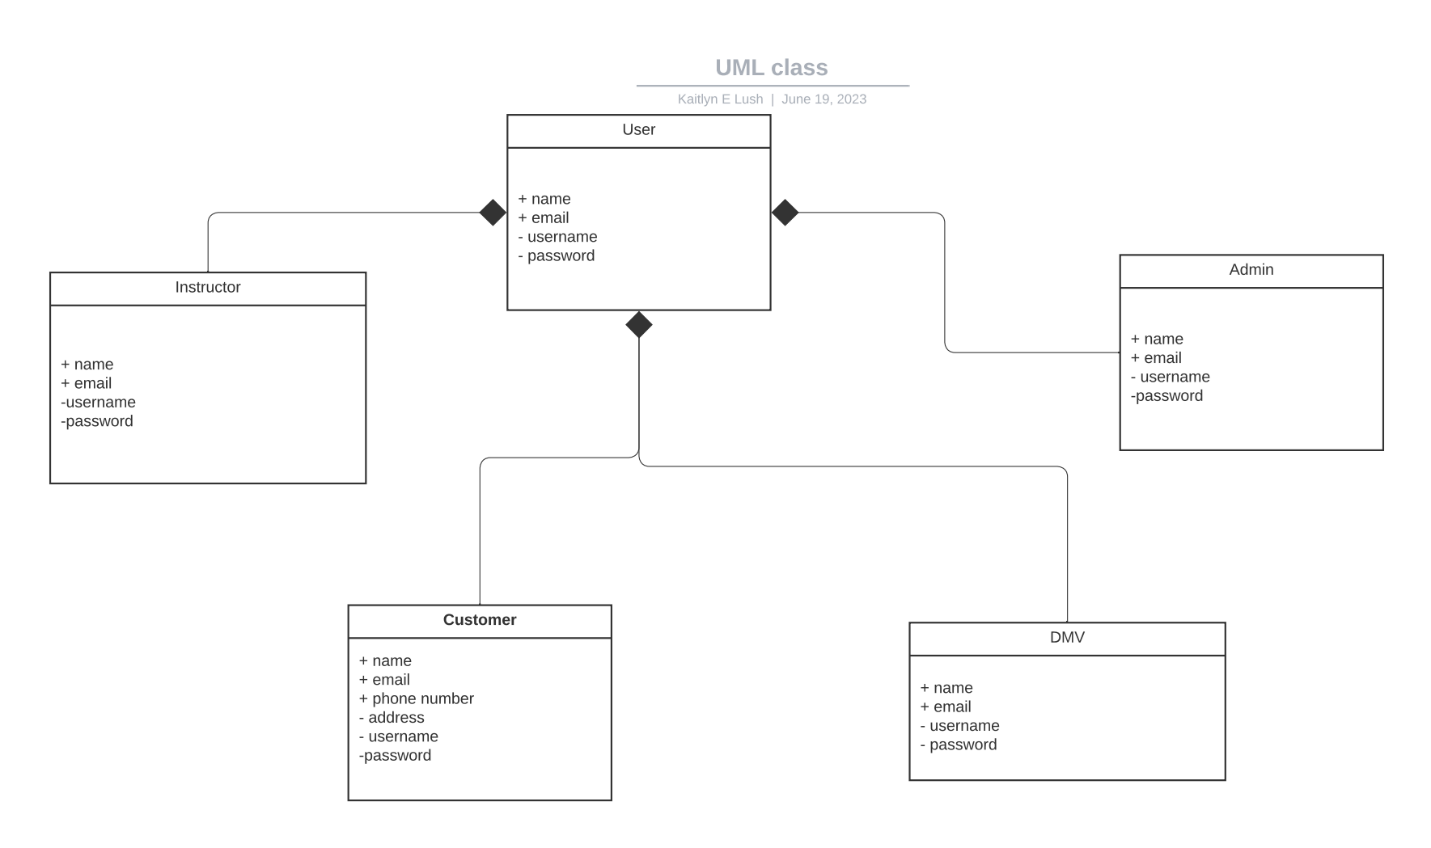 UML class
Kaitlyn E Lush | June 19, 2023
User
+ name
+ email
- username
- password
Instructor
+ name
+ email
-username
-password
Admin
+ name
+ email
- username
-password
Customer
+ name
+ email
+ phone number
- address
- username
-password
DMV
+ name
+ email
- username
- password